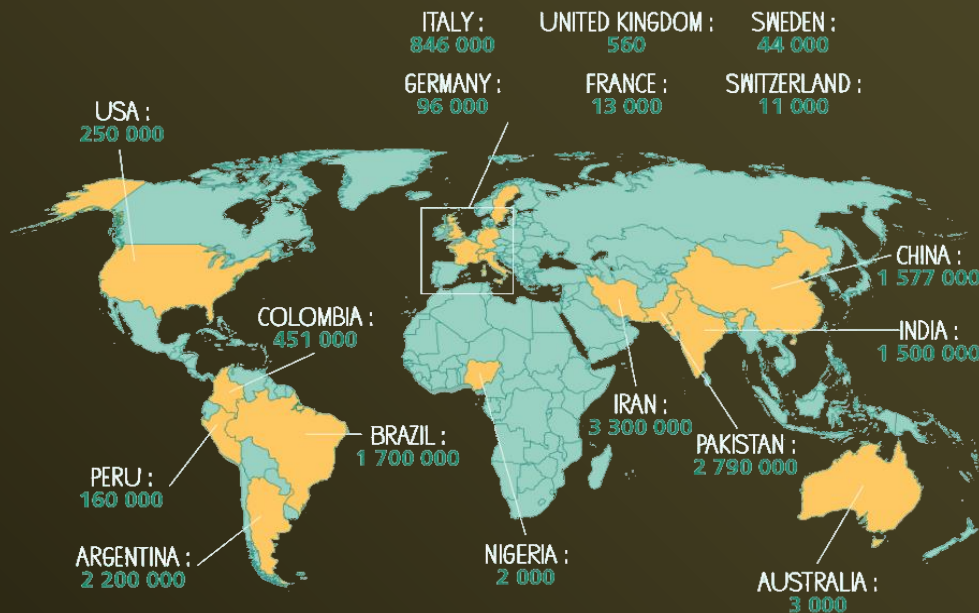 ITALY :
846 000
UNITED KINGDOM :
560
SWEDEN :
44 000
GERMANY :
96 000
FRANCE :
13 000
SWITZERLAND :
11 000
USA :
250 000
CHINA :
1 577 000
COLOMBIA :
451 000
INDIA :
1 500 000
IRAN :
3 300 000
BRAZIL :
1 700 000
PAKISTAN :
2 790 000
PERU :
160 000
ARGENTINA :
2 200 000
NIGERIA :
2 000
AUSTRALIA :
3 000